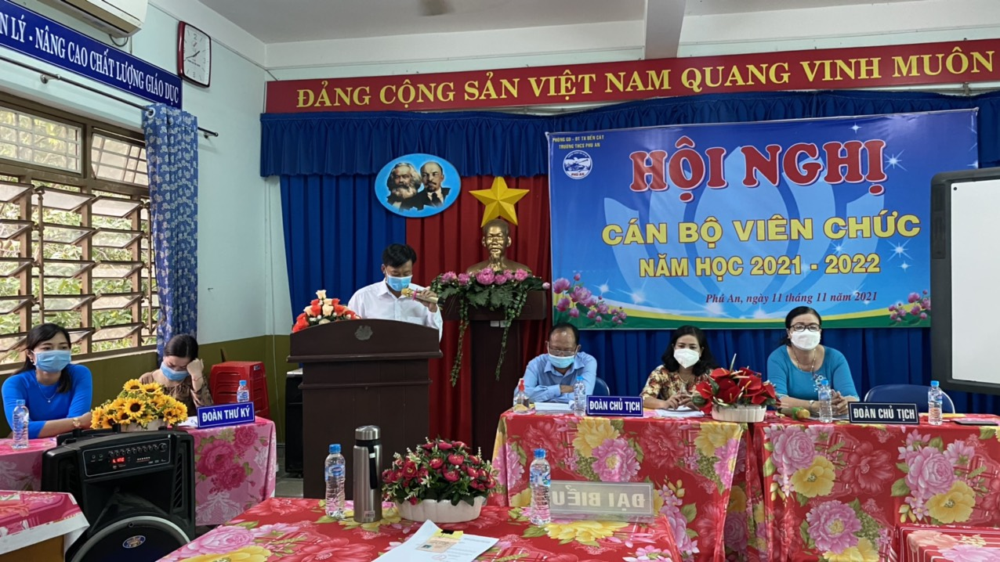 N LÝ - NÂNG CAO CHẤT LƯỢNG GIÁO DỤC
ĐẢNG CỘNG SẢN VIỆT NAM QUANG VINH MUÔN
PHÒNG GD - ĐT TX BẾN CÁT
TRƯỜNG THCS PHÚ AN
PHÚ AN
HỘI NGHỊ
CÁN BỘ VIÊN CHỨC
NĂM HỌC 2021 - 2022
Phú An, ngày 11 tháng 11 năm 2021
ĐOÀN THƯ KÝ
ĐOÀN CHỦ TỊCH
ĐOÀN CHỦ TỊCH
ĐẠI BIỂU